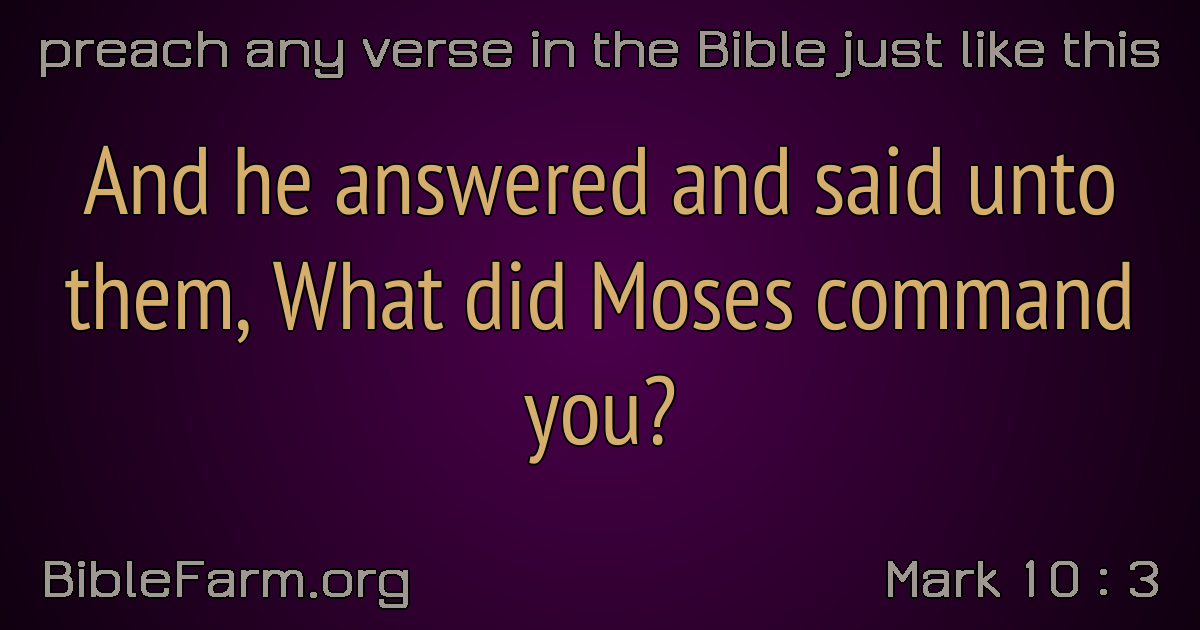 preach any verse in the Bible just like this
And he answered and said unto
them, What did Moses command
you?
BibleFarm.org
Mark 10 : 3